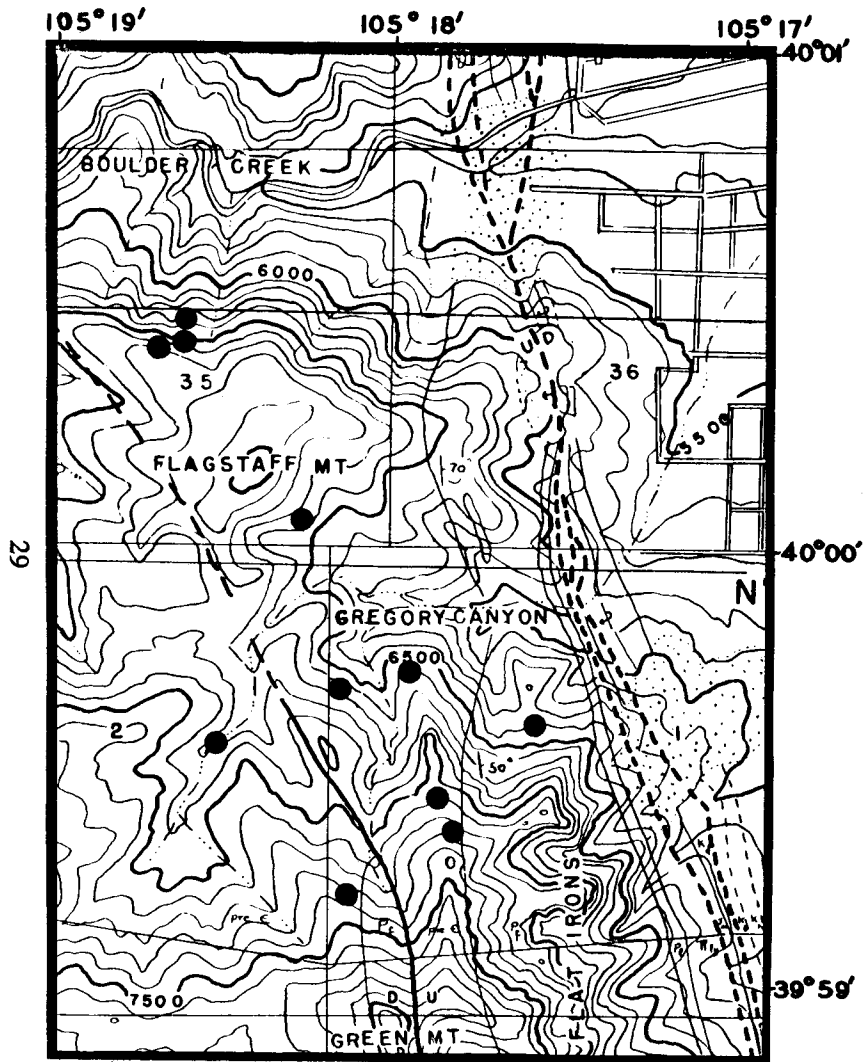 105° 19' 105° 18' 105° 17'
40° 01'
BOULDER CREEK
6000
U D
35
36
5500
FLAGSTAFF MT
70
29
40° 00'
N
GREGORY CANYON
6500
2
50°
FLAT IRONS
pre Є
pre Є
7500
D U
39° 59'
GREEN MT